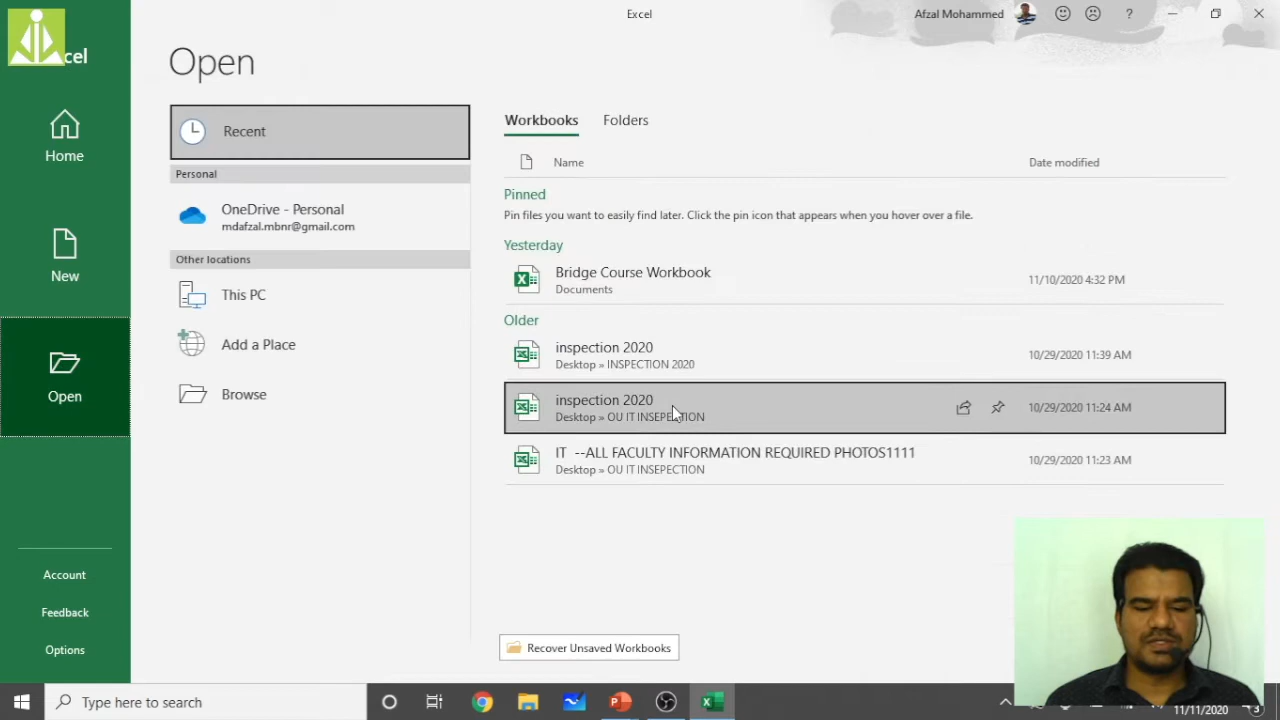 Excel
Afzal Mohammed
?
cel
Open
Home
New
Open
Account
Feedback
Options
Recent
Personal
OneDrive - Personal
mdafzal.mbnr@gmail.com
Other locations
This PC
Add a Place
Browse
Workbooks Folders
Name Date modified
Pinned
Pin files you want to easily find later. Click the pin icon that appears when you hover over a file.
Yesterday
Bridge Course Workbook
Documents
11/10/2020 4:32 PM
Older
inspection 2020
Desktop » INSPECTION 2020
10/29/2020 11:39 AM
inspection 2020
Desktop » OU IT INSEPECTION
10/29/2020 11:24 AM
IT --ALL FACULTY INFORMATION REQUIRED PHOTOS1111
Desktop » OU IT INSEPECTION
10/29/2020 11:23 AM
Recover Unsaved Workbooks
Type here to search
11/11/2020
3